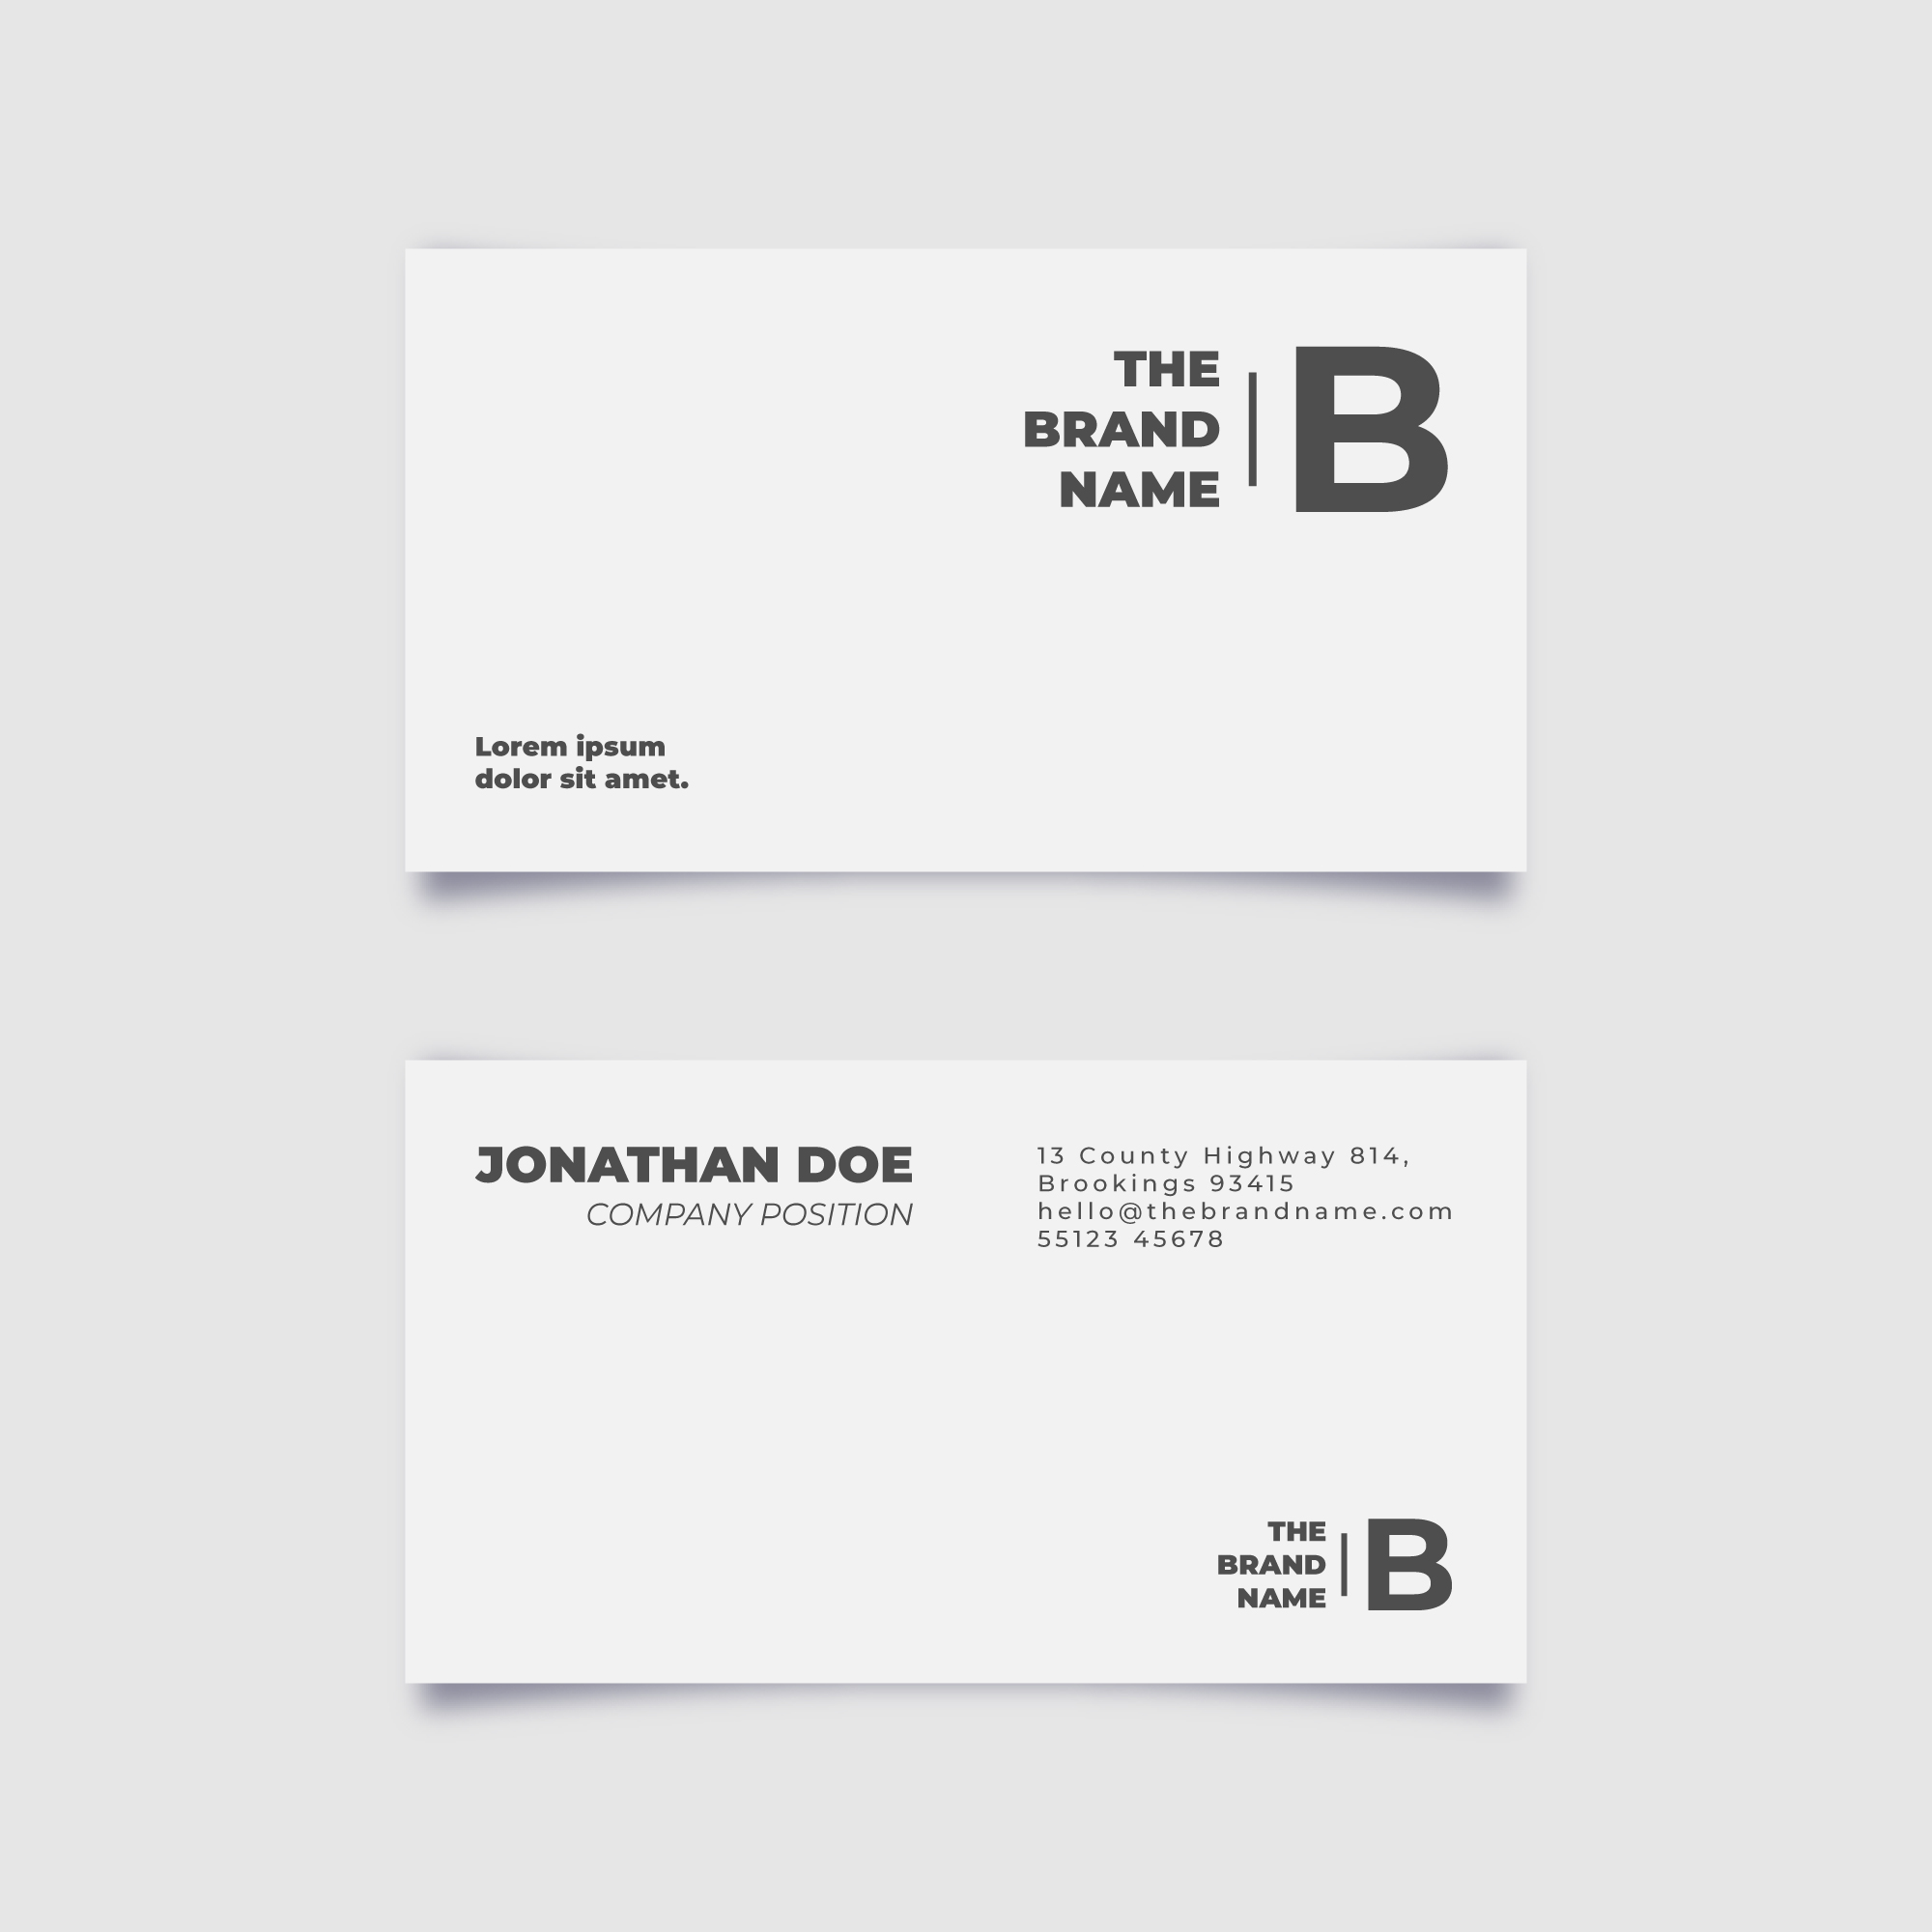 THE
BRAND
NAME
B
Lorem ipsum
dolor sit amet.
JONATHAN DOE
COMPANY POSITION
13 County Highway 814,
Brookings 93415
hello@thebrandname.com
55123 45678
THE
BRAND
NAME
B